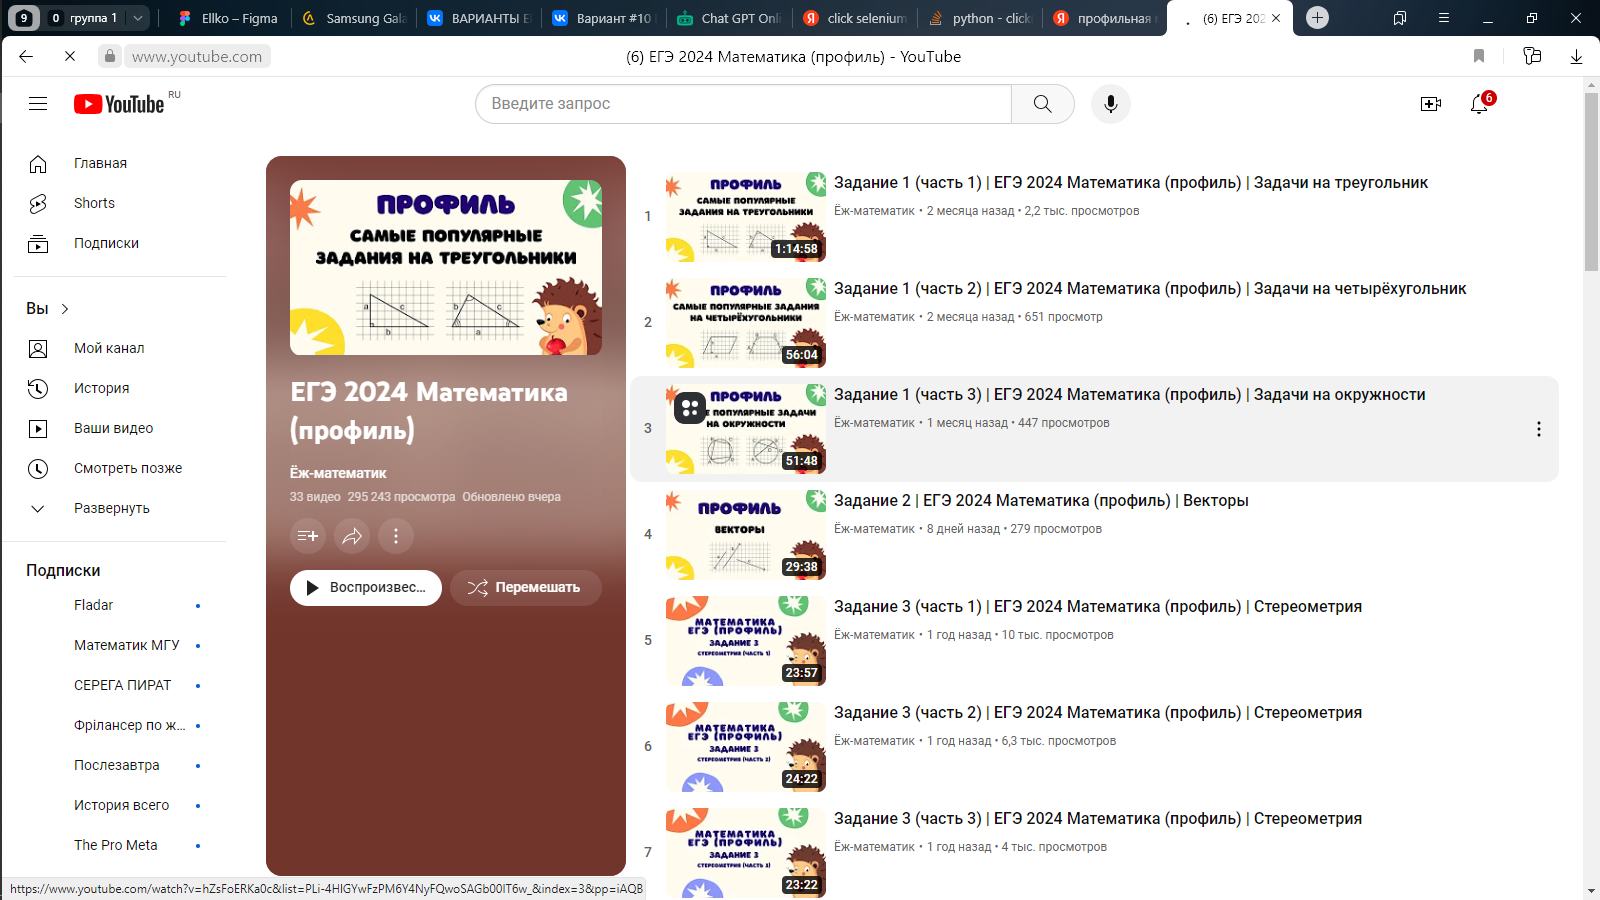 9
0 группа 1
Ellko – Figma
Samsung Gala
ВАРИАНТЫ Е
Вариант #10
Chat GPT Onli
click selenium
python - click
профильная
(6) ЕГЭ 202
www.youtube.com
(6) ЕГЭ 2024 Математика (профиль) - YouTube
YouTube RU
Введите запрос
6
Главная
Shorts
Подписки
Вы
Мой канал
История
Ваши видео
Смотреть позже
Развернуть
Подписки
Fladar
Математик МГУ
СЕРЕГА ПИРАТ
Фрілансер по ж...
Послезавтра
История всего
The Pro Meta
ПРОФИЛЬ
САМЫЕ ПОПУЛЯРНЫЕ
ЗАДАНИЯ НА ТРЕУГОЛЬНИКИ
a c b
b c a
ЕГЭ 2024 Математика
(профиль)
Ёж-математик
33 видео 295 243 просмотра Обновлено вчера
Воспроизвес...
Перемешать
1
ПРОФИЛЬ
САМЫЕ ПОПУЛЯРНЫЕ
ЗАДАНИЯ НА ТРЕУГОЛЬНИКИ
1:14:58
Задание 1 (часть 1) | ЕГЭ 2024 Математика (профиль) | Задачи на треугольник
Ёж-математик • 2 месяца назад • 2,2 тыс. просмотров
2
ПРОФИЛЬ
САМЫЕ ПОПУЛЯРНЫЕ ЗАДАНИЯ
НА ЧЕТЫРЁХУГОЛЬНИКИ
56:04
Задание 1 (часть 2) | ЕГЭ 2024 Математика (профиль) | Задачи на четырёхугольник
Ёж-математик • 2 месяца назад • 651 просмотр
3
ПРОФИЛЬ
Е ПОПУЛЯРНЫЕ ЗАДАЧИ
НА ОКРУЖНОСТИ
51:48
Задание 1 (часть 3) | ЕГЭ 2024 Математика (профиль) | Задачи на окружности
Ёж-математик • 1 месяц назад • 447 просмотров
4
ПРОФИЛЬ
ВЕКТОРЫ
29:38
Задание 2 | ЕГЭ 2024 Математика (профиль) | Векторы
Ёж-математик • 8 дней назад • 279 просмотров
5
МАТЕМАТИКА
ЕГЭ (ПРОФИЛЬ)
ЗАДАНИЕ 3
СТЕРЕОМЕТРИЯ (ЧАСТЬ 1)
23:57
Задание 3 (часть 1) | ЕГЭ 2024 Математика (профиль) | Стереометрия
Ёж-математик • 1 год назад • 10 тыс. просмотров
6
МАТЕМАТИКА
ЕГЭ (ПРОФИЛЬ)
ЗАДАНИЕ 3
СТЕРЕОМЕТРИЯ (ЧАСТЬ 2)
24:22
Задание 3 (часть 2) | ЕГЭ 2024 Математика (профиль) | Стереометрия
Ёж-математик • 1 год назад • 6,3 тыс. просмотров
7
МАТЕМАТИКА
ЕГЭ (ПРОФИЛЬ)
ЗАДАНИЕ 3
СТЕРЕОМЕТРИЯ (ЧАСТЬ 3)
23:22
Задание 3 (часть 3) | ЕГЭ 2024 Математика (профиль) | Стереометрия
Ёж-математик • 1 год назад • 4 тыс. просмотров
https://www.youtube.com/watch?v=hZsFoERKa0c&list=PLi-4HIGYwFzPM6Y4NyFQwoSAGb00IT6w_&index=3&pp=iAQB